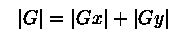 |G| = |Gx| + |Gy|